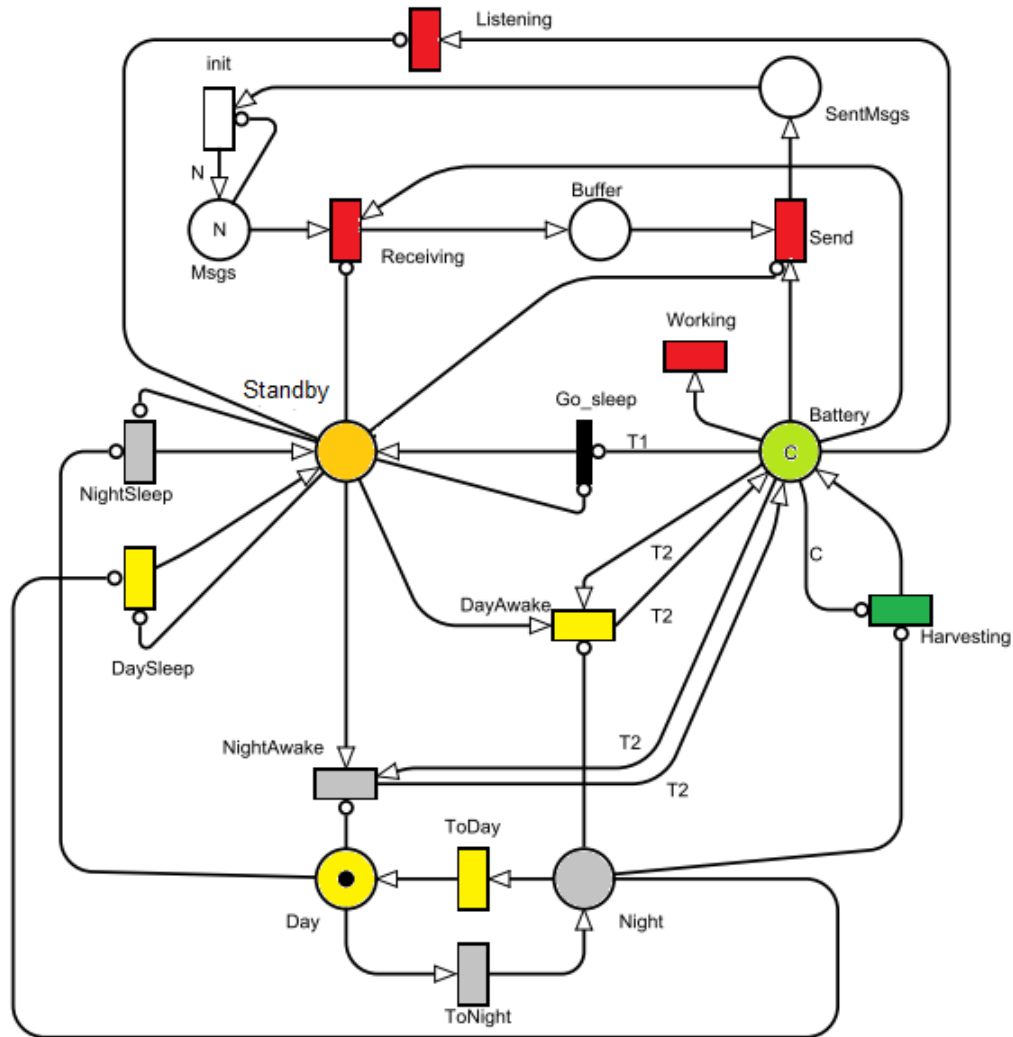 Listening
init
SentMsgs
N
Buffer
N
Send
Receiving
Msgs
Working
Standby
Go_sleep
Battery
T1
C
NightSleep
T2
C
DayAwake
T2
Harvesting
DaySleep
NightAwake
T2
T2
ToDay
Day
Night
ToNight